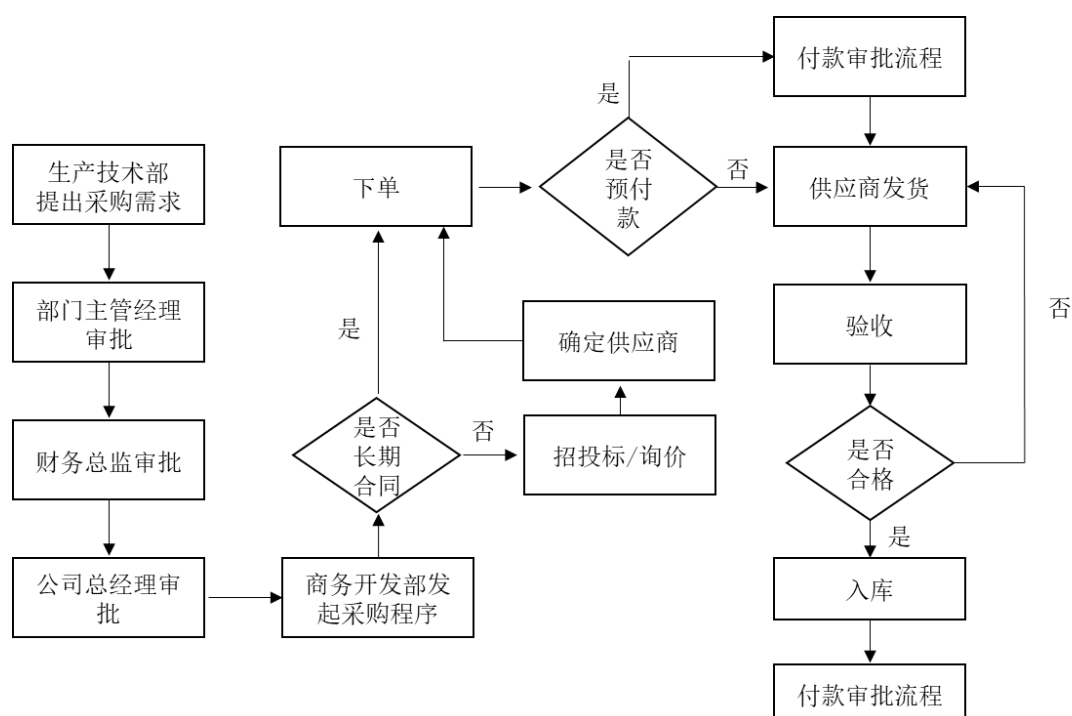 生产技术部
提出采购需求
部门主管经理
审批
财务总监审批
公司总经理审
批
商务开发部发
起采购程序
是否
长期
合同
是
否
招投标/询价
确定供应商
下单
是否
预付
款
是
否
付款审批流程
供应商发货
验收
是否
合格
否
是
入库
付款审批流程